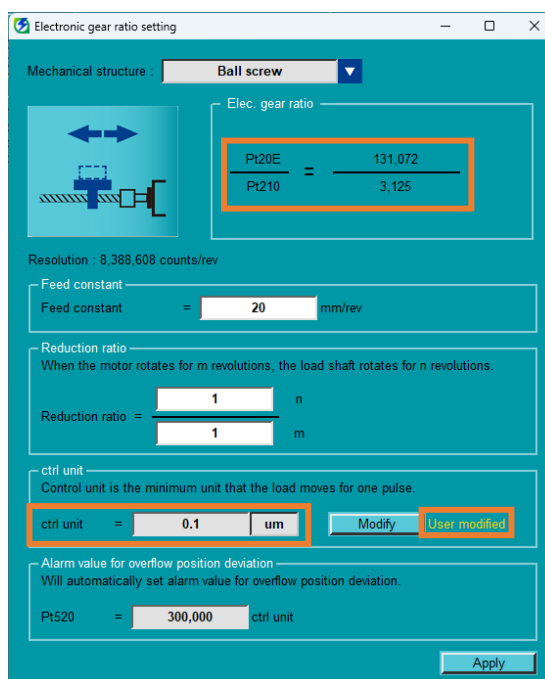 Electronic gear ratio setting
Mechanical structure : Ball screw
Elec. gear ratio
Pt20E = 131,072
Pt210 3,125
Resolution : 8,388,608 counts/rev
Feed constant
Feed constant = 20 mm/rev
Reduction ratio
When the motor rotates for m revolutions, the load shaft rotates for n revolutions.
1 n
Reduction ratio =
1 m
ctrl unit
Control unit is the minimum unit that the load moves for one pulse.
ctrl unit = 0.1 um Modify User modified
Alarm value for overflow position deviation
Will automatically set alarm value for overflow position deviation.
Pt520 = 300,000 ctrl unit
Apply